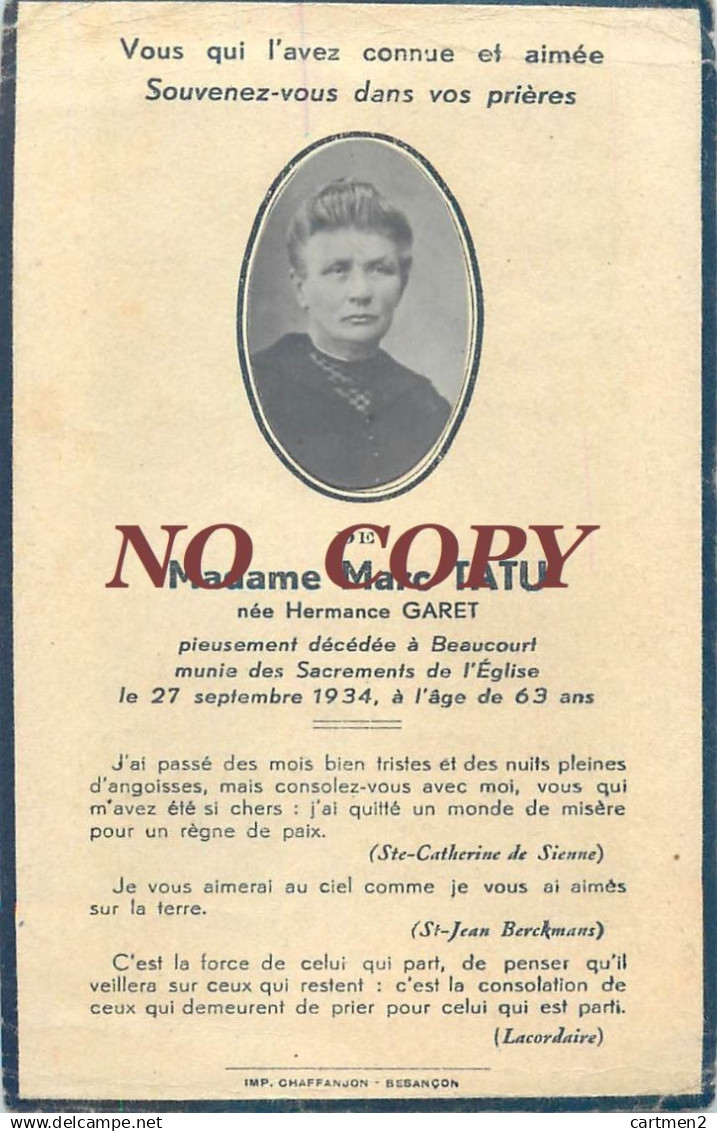 Vous qui l'avez connue et aimée
Souvenez-vous dans vos prières
DE
NO COPY
Madame Marc TATU
née Hermance GARET
pieusement décédée à Beaucourt
munie des Sacrements de l'Église
le 27 septembre 1934, à l'âge de 63 ans
J'ai passé des mois bien tristes et des nuits pleines
d'angoisses, mais consolez-vous avec moi, vous qui
m'avez été si chers : j'ai quitté un monde de misère
pour un règne de paix.
(Ste-Catherine de Sienne)
Je vous aimerai au ciel comme je vous ai aimés
sur la terre.
(St-Jean Berckmans)
C'est la force de celui qui part, de penser qu'il
veillera sur ceux qui restent : c'est la consolation de
ceux qui demeurent de prier pour celui qui est parti.
(Lacordaire)
IMP. CHAFFANJON - BESANÇON
cartmen2